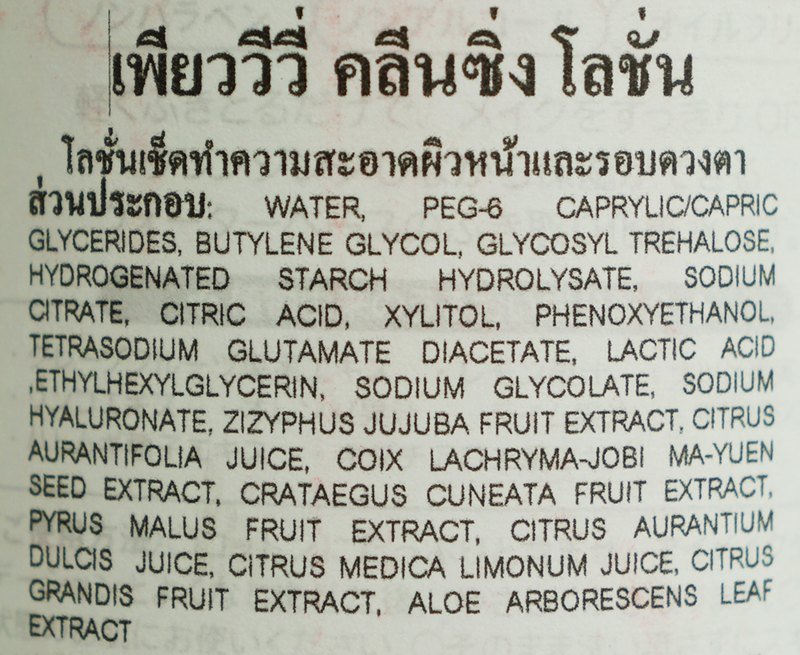 เพียววีวี่ คลีนซิ่ง โลชั่น
โลชั่นเช็ดทำความสะอาดผิวหน้าและรอบดวงตา
ส่วนประกอบ: WATER, PEG-6 CAPRYLIC/CAPRIC
GLYCERIDES, BUTYLENE GLYCOL, GLYCOSYL TREHALOSE,
HYDROGENATED STARCH HYDROLYSATE, SODIUM
CITRATE, CITRIC ACID, XYLITOL, PHENOXYETHANOL,
TETRASODIUM GLUTAMATE DIACETATE, LACTIC ACID
,ETHYLHEXYLGLYCERIN, SODIUM GLYCOLATE, SODIUM
HYALURONATE, ZIZYPHUS JUJUBA FRUIT EXTRACT, CITRUS
AURANTIFOLIA JUICE, COIX LACHRYMA-JOBI MA-YUEN
SEED EXTRACT, CRATAEGUS CUNEATA FRUIT EXTRACT,
PYRUS MALUS FRUIT EXTRACT, CITRUS AURANTIUM
DULCIS JUICE, CITRUS MEDICA LIMONUM JUICE, CITRUS
GRANDIS FRUIT EXTRACT, ALOE ARBORESCENS LEAF
EXTRACT